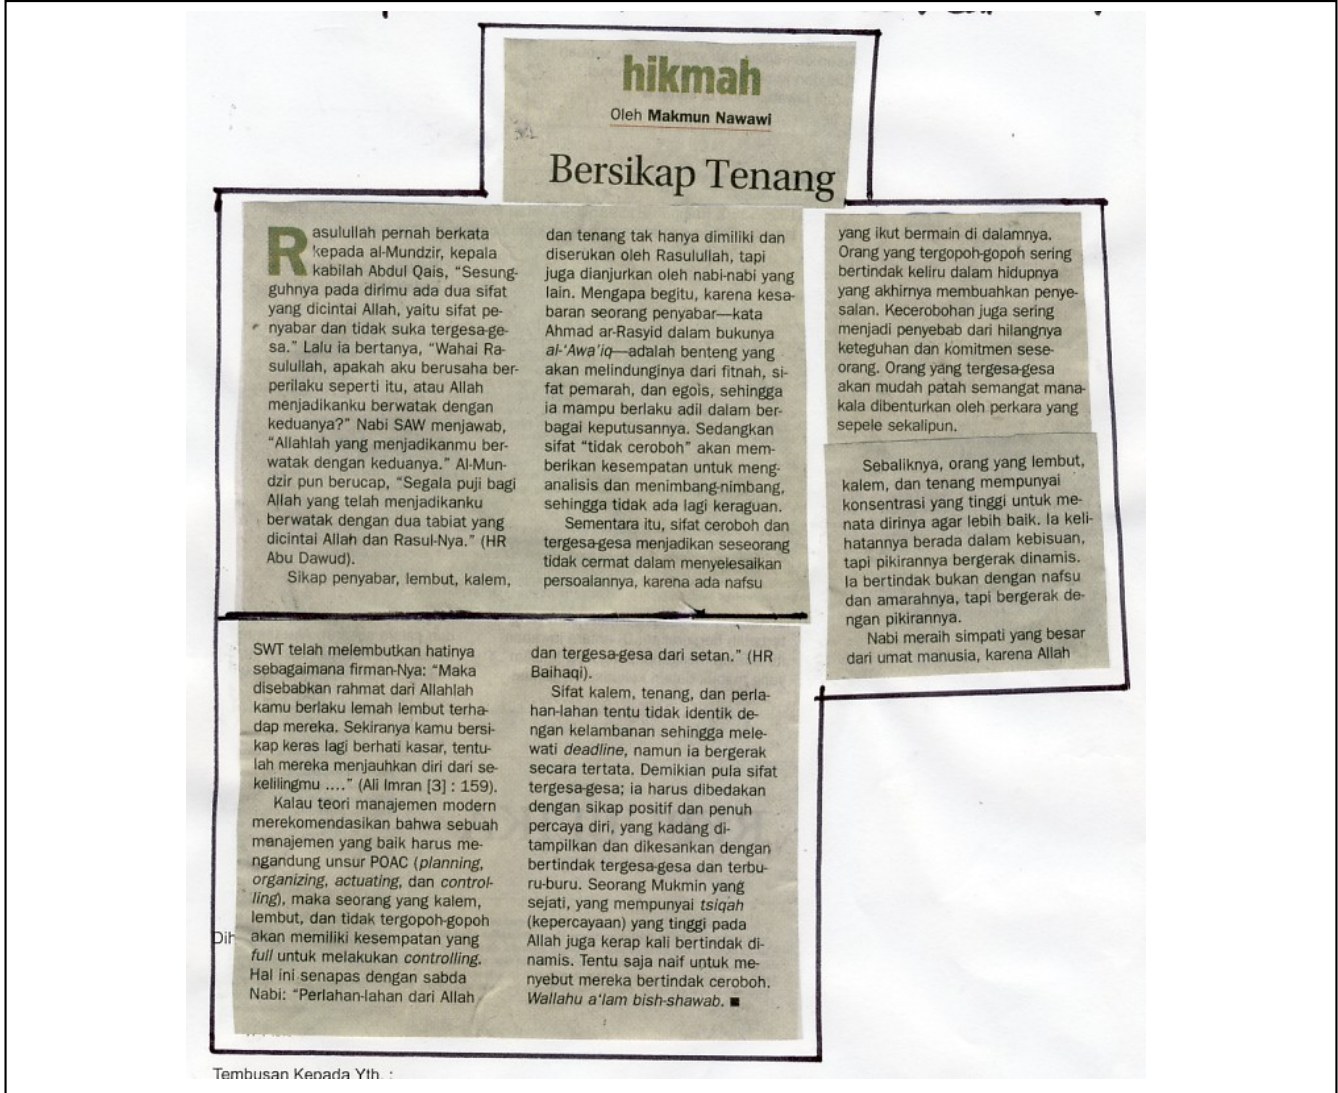 hikmah
Oleh Makmun Nawawi
Bersikap Tenang
Rasulullah pernah berkata
kepada al-Mundzir, kepala
kabilah Abdul Qais, “Sesung-
guhnya pada dirimu ada dua sifat
yang dicintai Allah, yaitu sifat pe-
nyabar dan tidak suka tergesa-ge-
sa.” Lalu ia bertanya, “Wahai Ra-
sulullah, apakah aku berusaha ber-
perilaku seperti itu, atau Allah
menjadikanku berwatak dengan
keduanya?” Nabi SAW menjawab,
“Allahlah yang menjadikanmu ber-
watak dengan keduanya.” Al-Mun-
dzir pun berucap, “Segala puji bagi
Allah yang telah menjadikanku
berwatak dengan dua tabiat yang
dicintai Allah dan Rasul-Nya.” (HR
Abu Dawud).
Sikap penyabar, lembut, kalem,
dan tenang tak hanya dimiliki dan
diserukan oleh Rasulullah, tapi
juga dianjurkan oleh nabi-nabi yang
lain. Mengapa begitu, karena kesa-
baran seorang penyabar—kata
Ahmad ar-Rasyid dalam bukunya
al-‘Awa’iq—adalah benteng yang
akan melindunginya dari fitnah, si-
fat pemarah, dan egois, sehingga
ia mampu berlaku adil dalam ber-
bagai keputusannya. Sedangkan
sifat “tidak ceroboh” akan mem-
berikan kesempatan untuk meng-
analisis dan menimbang-nimbang,
sehingga tidak ada lagi keraguan.
Sementara itu, sifat ceroboh dan
tergesa-gesa menjadikan seseorang
tidak cermat dalam menyelesaikan
persoalannya, karena ada nafsu
yang ikut bermain di dalamnya.
Orang yang tergopoh-gopoh sering
bertindak keliru dalam hidupnya
yang akhirnya membuahkan penye-
salan. Kecerobohan juga sering
menjadi penyebab dari hilangnya
keteguhan dan komitmen sese-
orang. Orang yang tergesa-gesa
akan mudah patah semangat mana-
kala dibenturkan oleh perkara yang
sepele sekalipun.
Sebaliknya, orang yang lembut,
kalem, dan tenang mempunyai
konsentrasi yang tinggi untuk me-
nata dirinya agar lebih baik. Ia keli-
hatannya berada dalam kebisuan,
tapi pikirannya bergerak dinamis.
Ia bertindak bukan dengan nafsu
dan amarahnya, tapi bergerak de-
ngan pikirannya.
Nabi meraih simpati yang besar
dari umat manusia, karena Allah
SWT telah melembutkan hatinya
sebagaimana firman-Nya: “Maka
disebabkan rahmat dari Allahlah
kamu berlaku lemah lembut terha-
dap mereka. Sekiranya kamu bersi-
kap keras lagi berhati kasar, tentu-
lah mereka menjauhkan diri dari se-
kelilingmu ....” (Ali Imran [3] : 159).
Kalau teori manajemen modern
merekomendasikan bahwa sebuah
manajemen yang baik harus me-
ngandung unsur POAC (planning,
organizing, actuating, dan control-
ling), maka seorang yang kalem,
lembut, dan tidak tergopoh-gopoh
akan memiliki kesempatan yang
full untuk melakukan controlling.
Hal ini senapas dengan sabda
Nabi: “Perlahan-lahan dari Allah
dan tergesa-gesa dari setan.” (HR
Baihaqi).
Sifat kalem, tenang, dan perla-
han-lahan tentu tidak identik de-
ngan kelambanan sehingga mele-
wati deadline, namun ia bergerak
secara tertata. Demikian pula sifat
tergesa-gesa; ia harus dibedakan
dengan sikap positif dan penuh
percaya diri, yang kadang di-
tampilkan dan dikesankan dengan
bertindak tergesa-gesa dan terbu-
ru-buru. Seorang Mukmin yang
sejati, yang mempunyai tsiqah
(kepercayaan) yang tinggi pada
Allah juga kerap kali bertindak di-
namis. Tentu saja naif untuk me-
nyebut mereka bertindak ceroboh.
Wallahu a‘lam bish-shawab. ■
Dih
Tembusan Kepada Yth. :